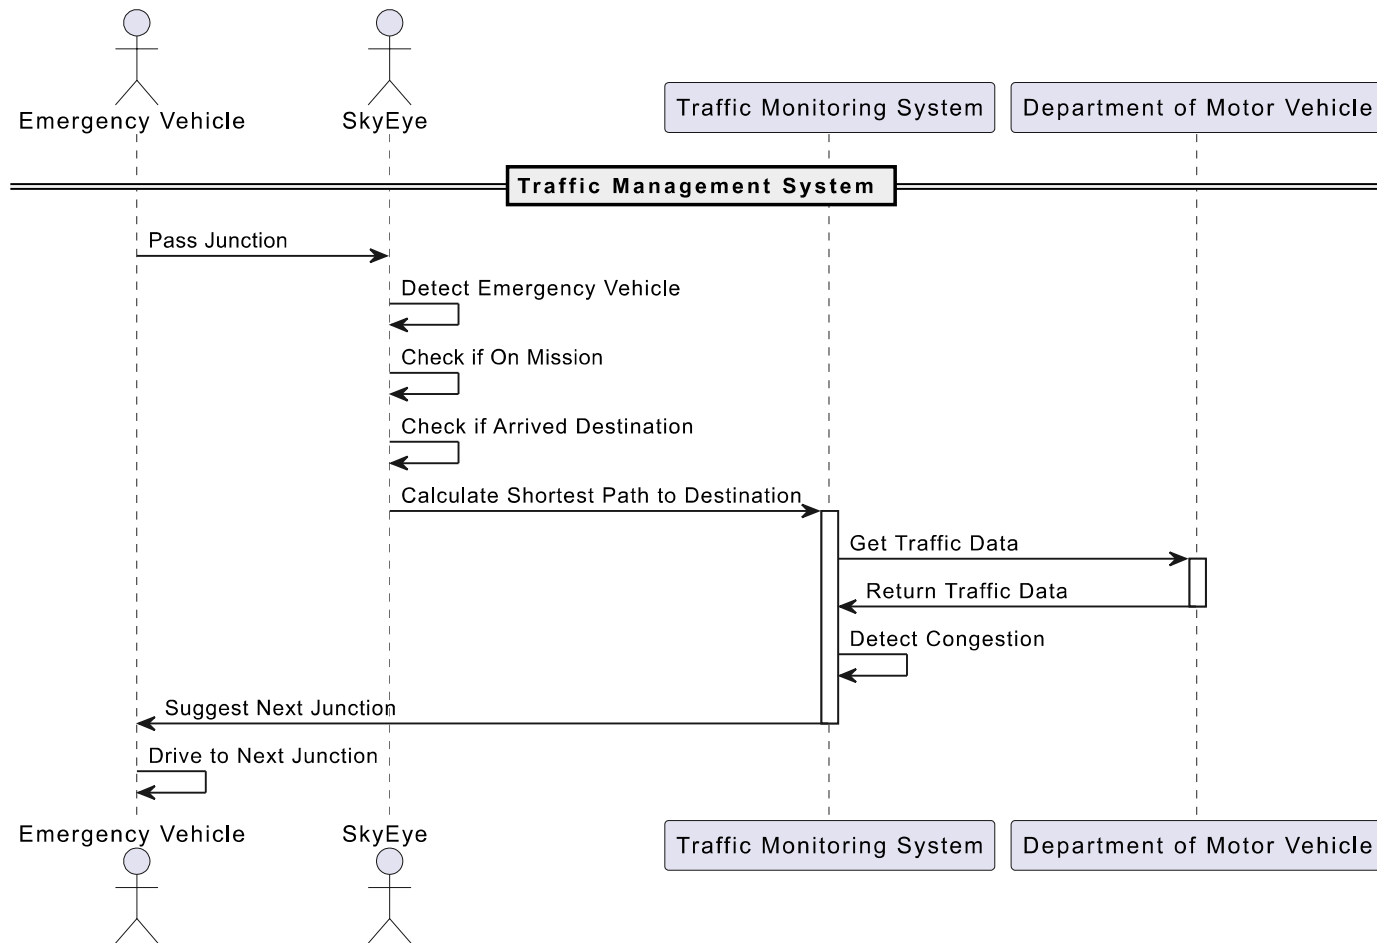 Emergency Vehicle
SkyEye
Traffic Monitoring System
Department of Motor Vehicle
Traffic Management System
Pass Junction
Detect Emergency Vehicle
Check if On Mission
Check if Arrived Destination
Calculate Shortest Path to Destination
Get Traffic Data
Return Traffic Data
Detect Congestion
Suggest Next Junction
Drive to Next Junction
Emergency Vehicle
SkyEye
Traffic Monitoring System
Department of Motor Vehicle